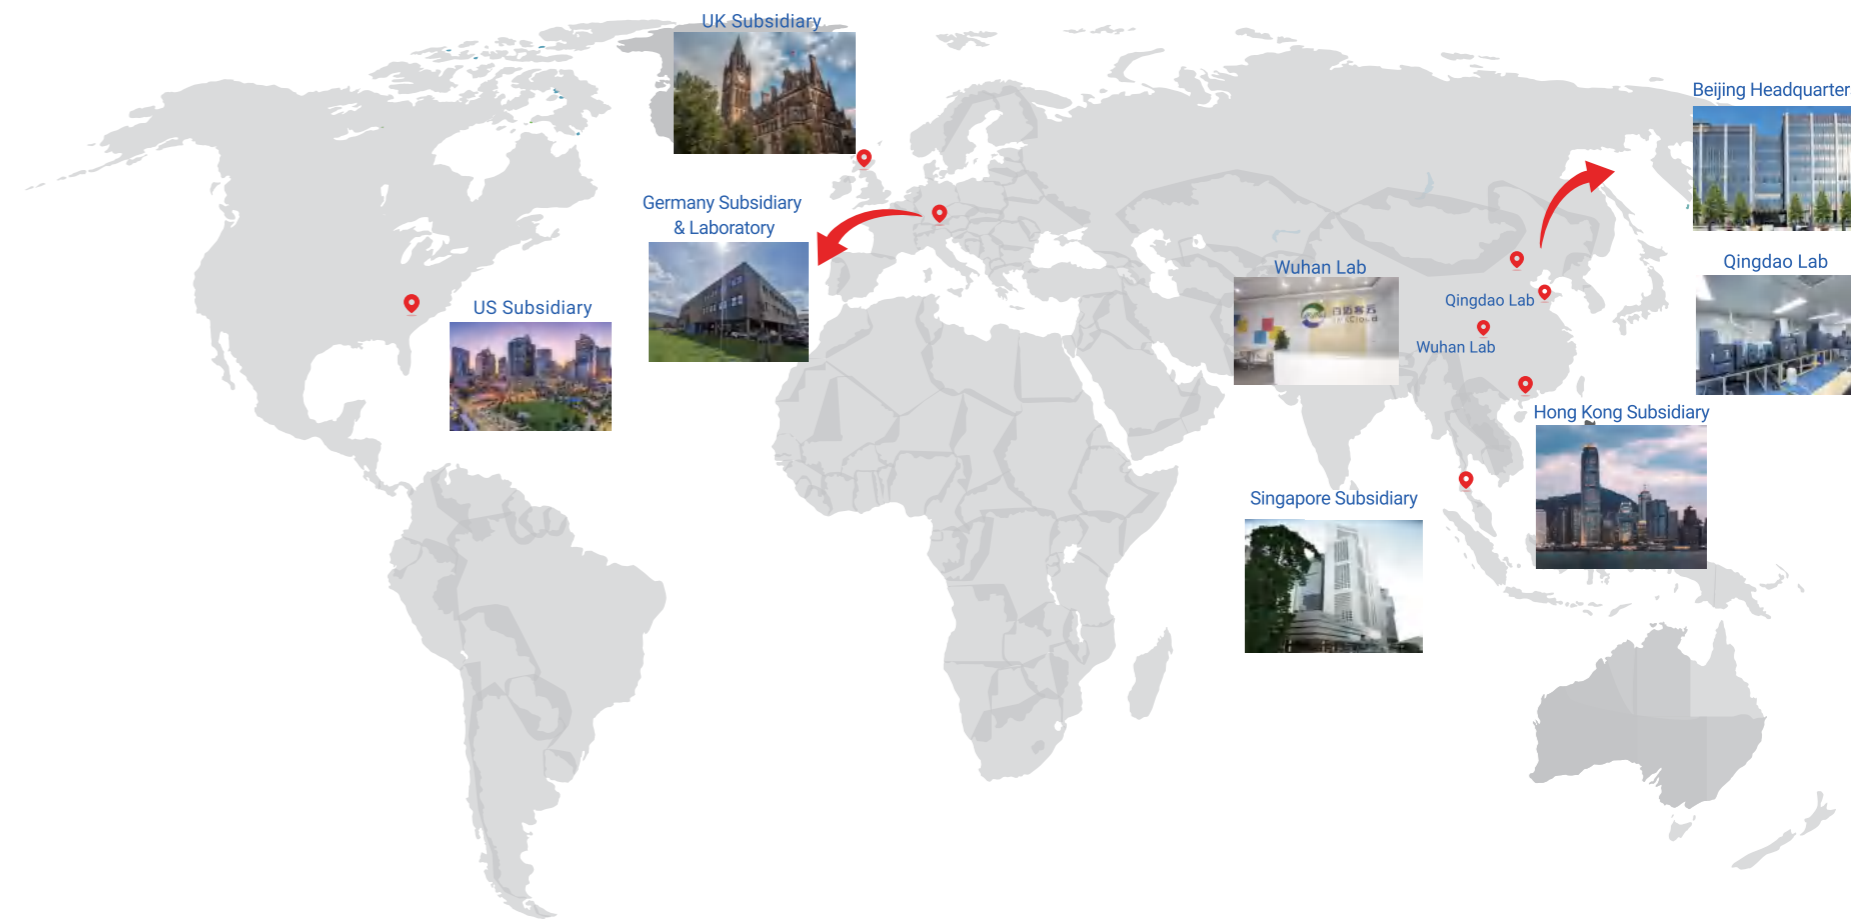 UK Subsidiary
Beijing Headquarter
Germany Subsidiary
& Laboratory
Qingdao Lab
Wuhan Lab
Qingdao Lab
US Subsidiary
Wuhan Lab
Hong Kong Subsidiary
Singapore Subsidiary